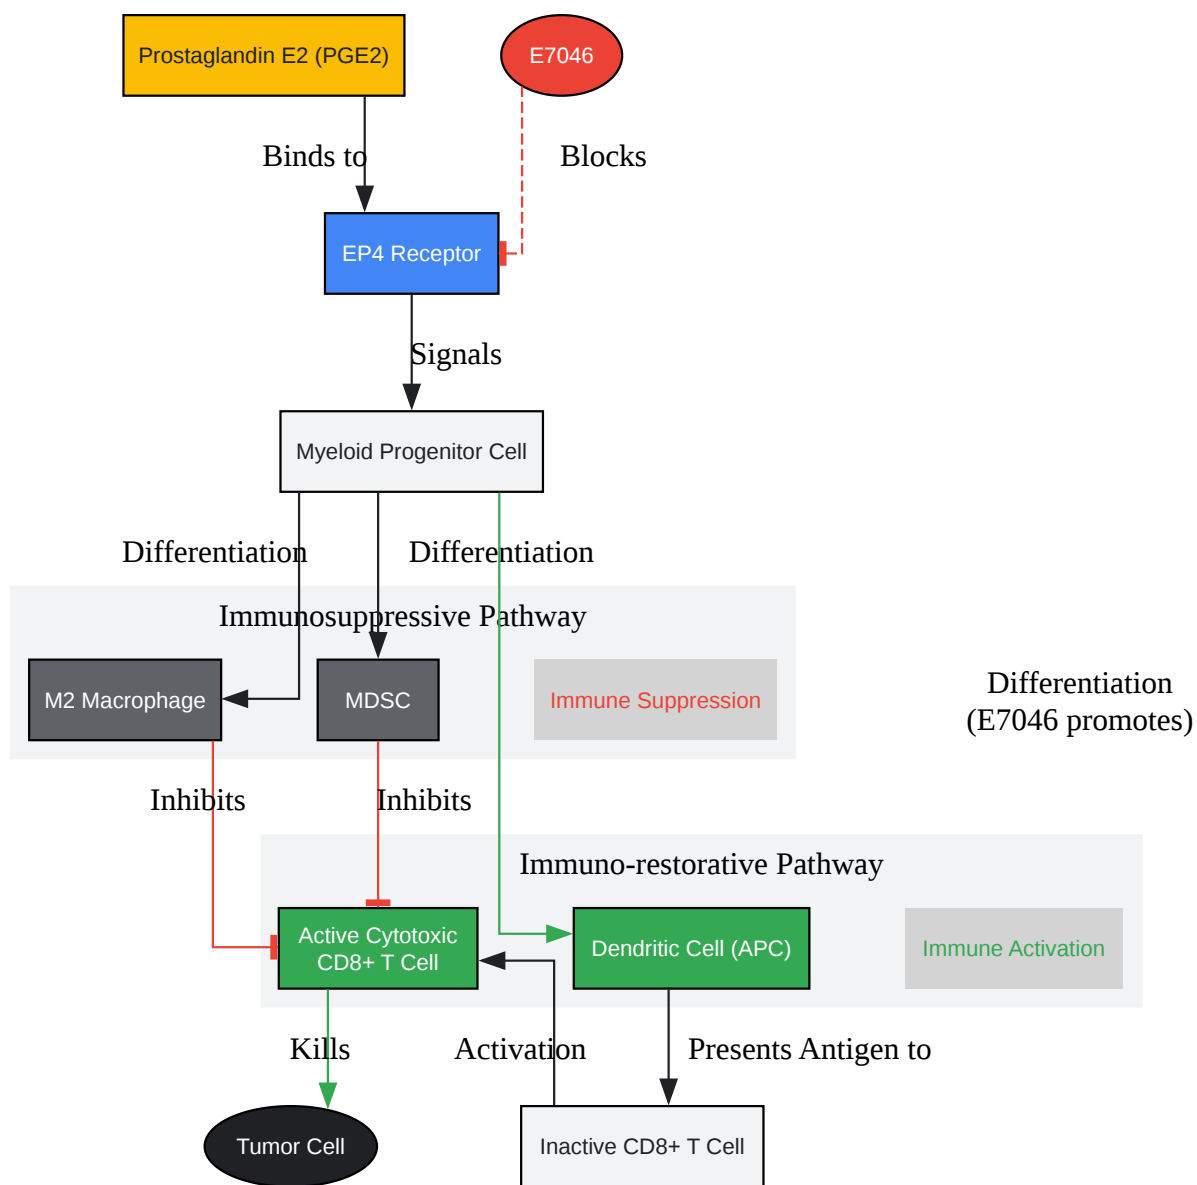 Prostaglandin E2 (PGE2)
E7046
Binds to
Blocks
EP4 Receptor
Signals
Myeloid Progenitor Cell
Differentiation
Differentiation
Immunosuppressive Pathway
M2 Macrophage
MDSC
Immune Suppression
Differentiation
(E7046 promotes)
Inhibits
Inhibits
Immuno-restorative Pathway
Active Cytotoxic
CD8+ T Cell
Dendritic Cell (APC)
Immune Activation
Kills
Activation
Presents Antigen to
Tumor Cell
Inactive CD8+ T Cell